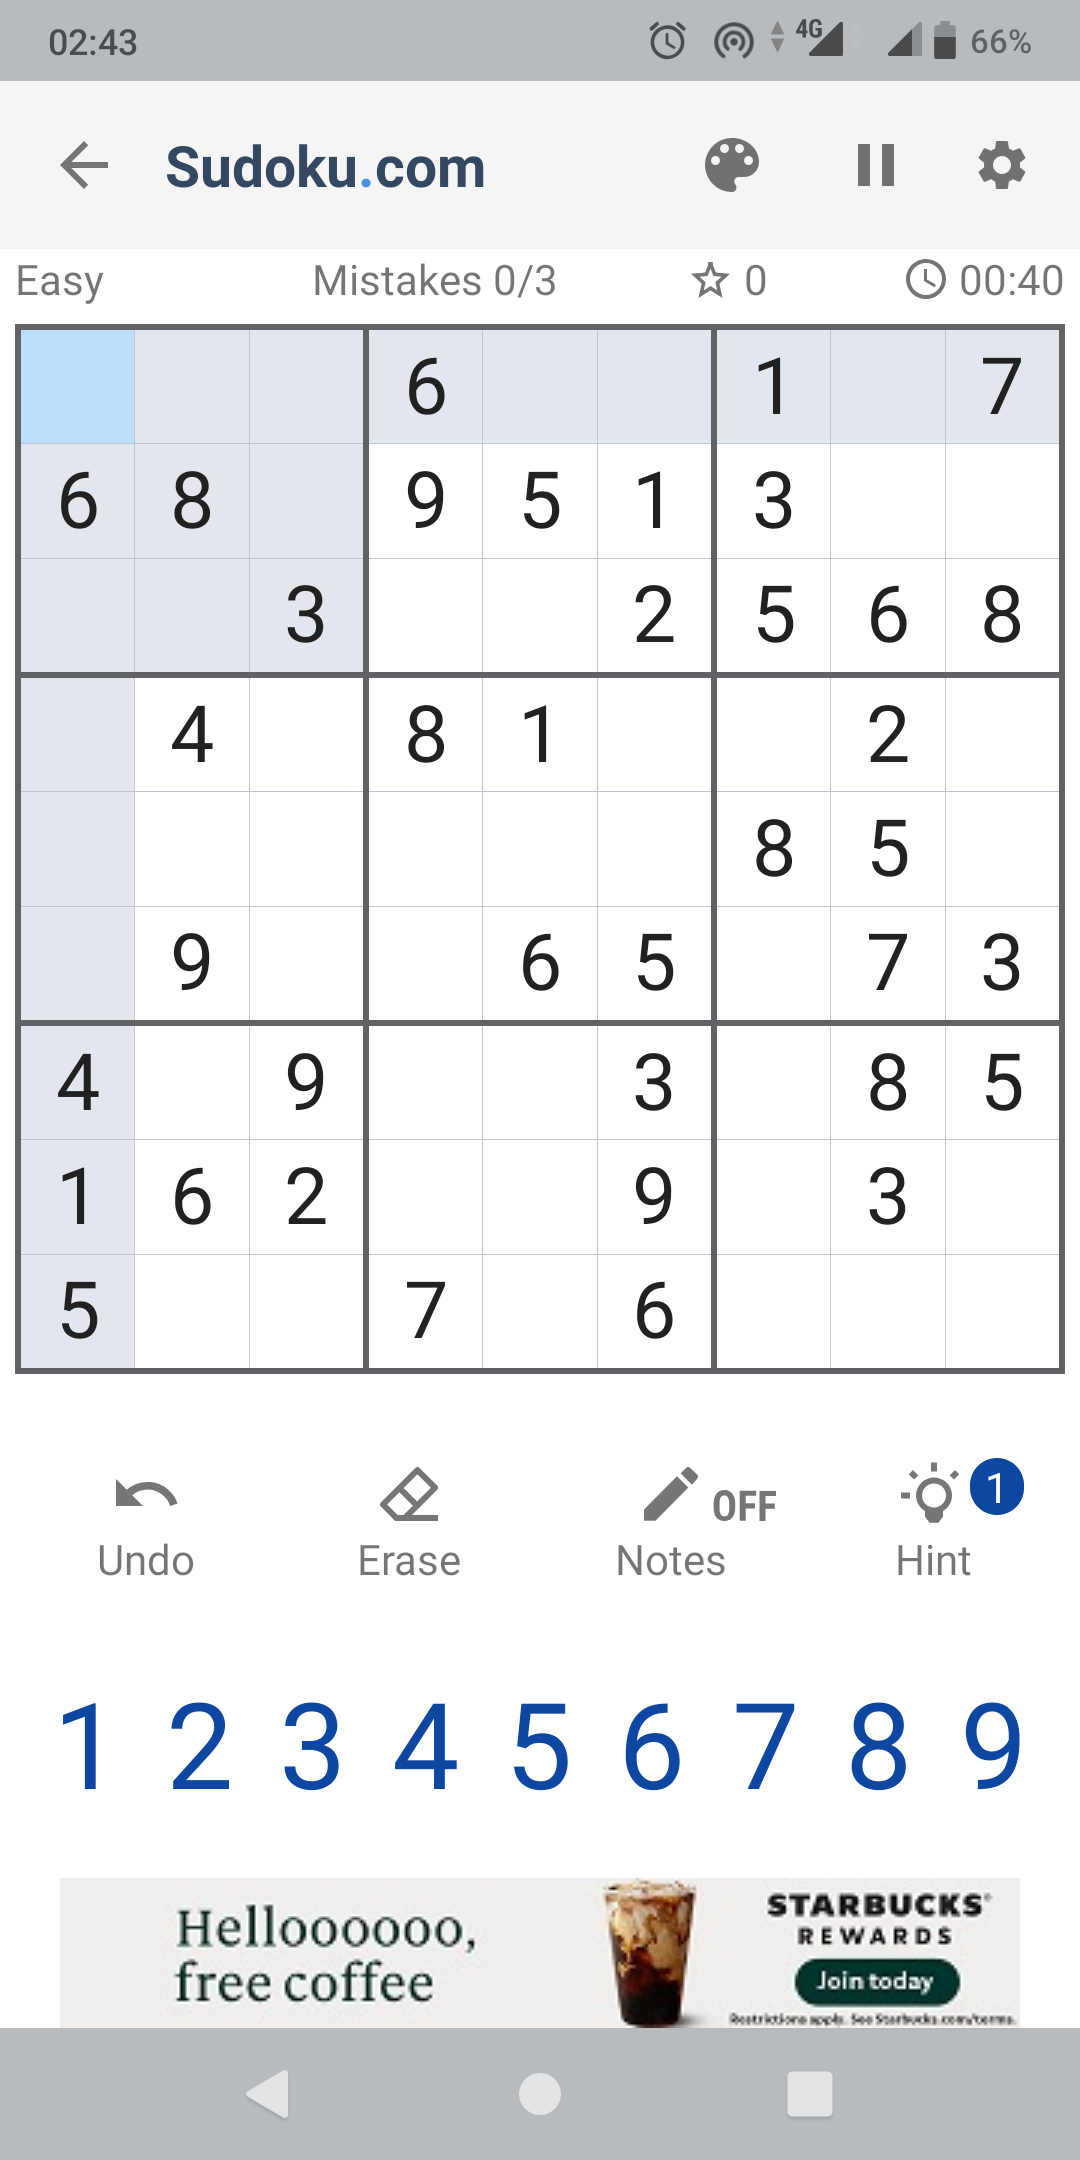 02:43 4G 66%
Sudoku.com
Easy Mistakes 0/3 0 00:40
6 1 7
6 8 9 5 1 3
3 2 5 6 8
4 8 1 2
8 5
9 6 5 7 3
4 9 3 8 5
1 6 2 9 3
5 7 6
OFF 1
Undo Erase Notes Hint
1 2 3 4 5 6 7 8 9
Helloooooo,
free coffee
STARBUCKS®
REWARDS
Join today
Restrictions apply. See Starbucks.com/terms.